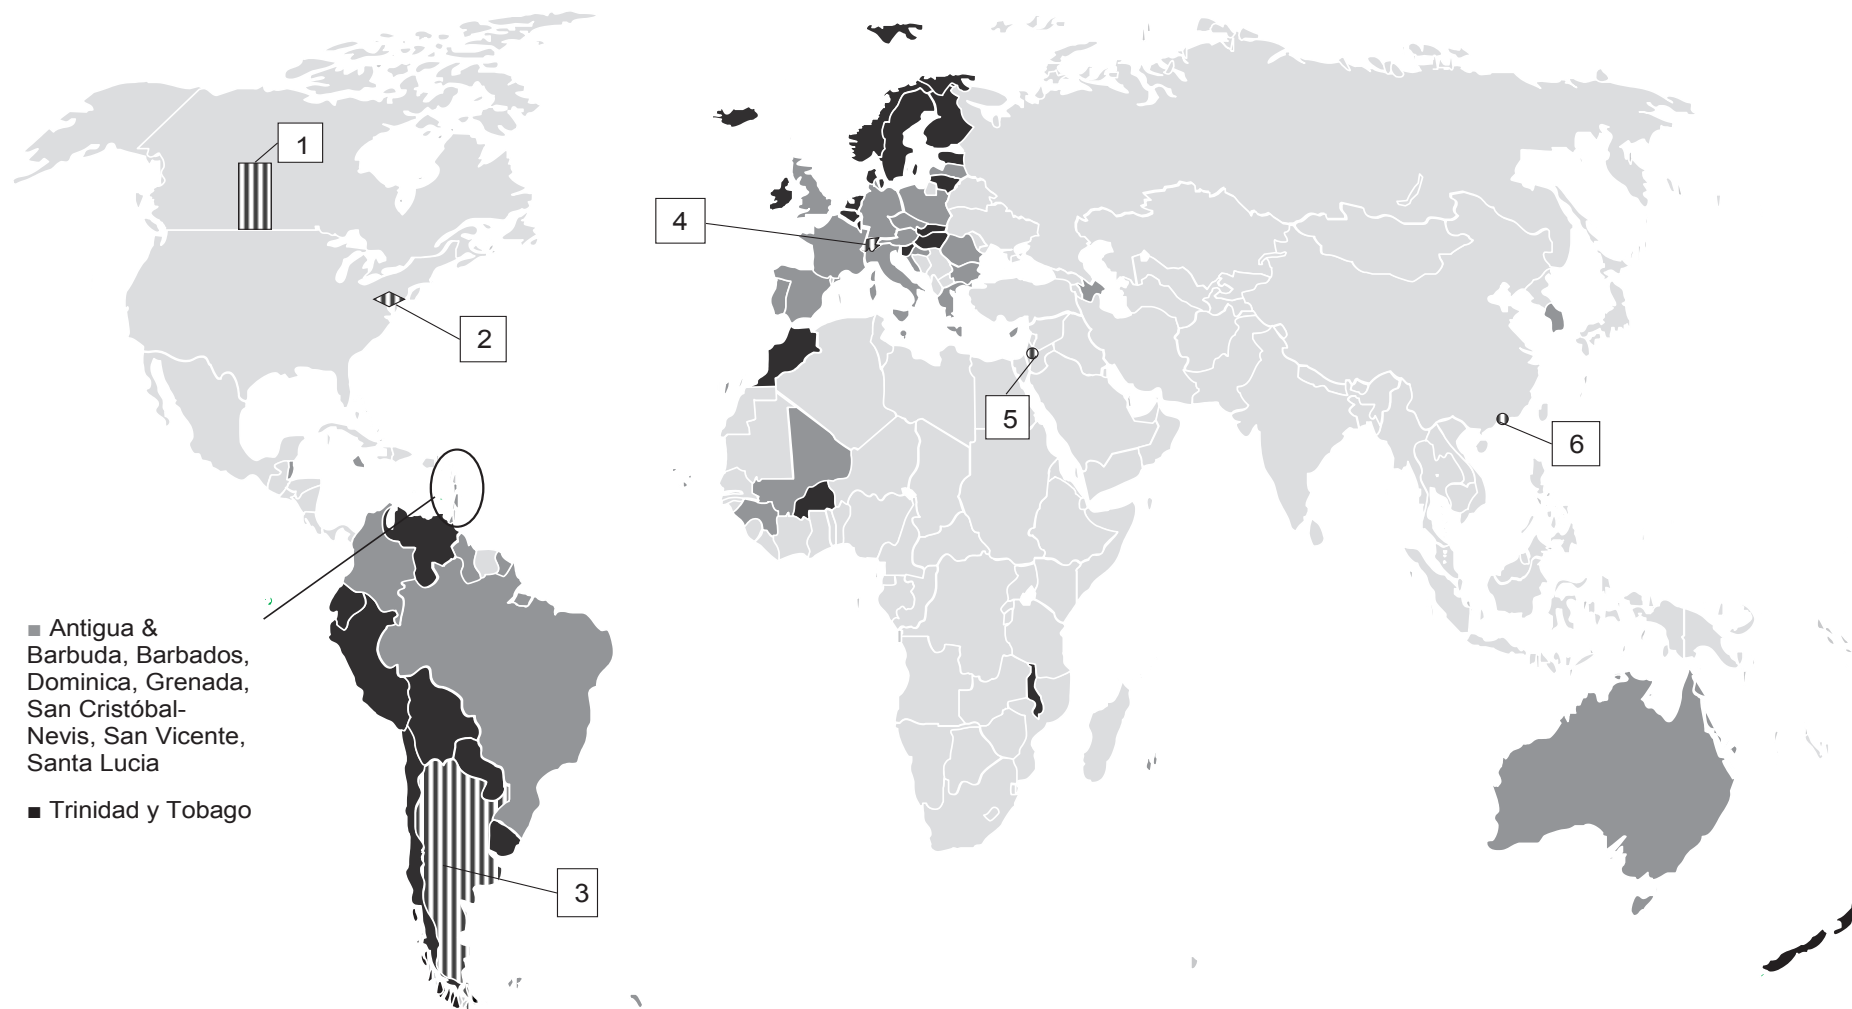 1
2
4
5
6
■ Antigua &
Barbuda, Barbados,
Dominica, Grenada,
San Cristóbal-
Nevis, San Vicente,
Santa Lucia
■ Trinidad y Tobago
3